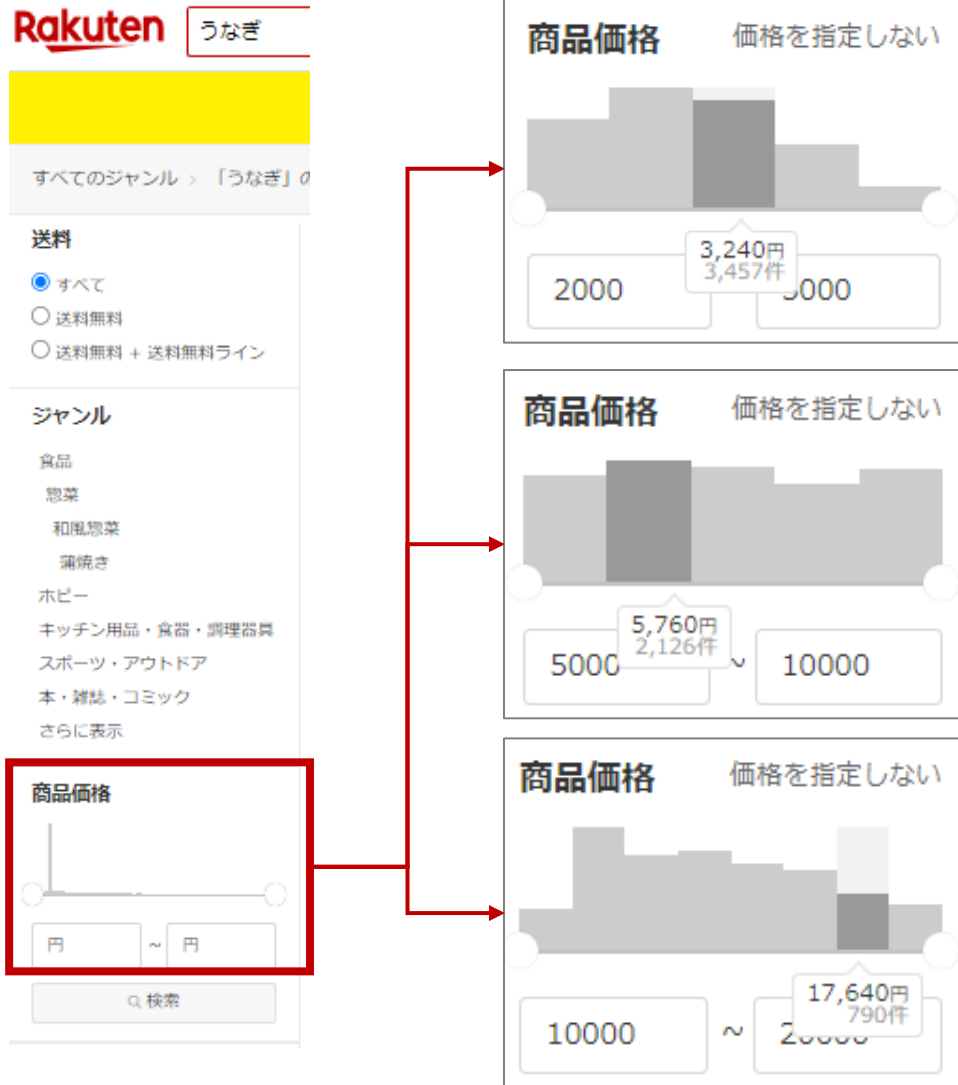 Rakuten
うなぎ
すべてのジャンル > 「うなぎ」の
送料
すべて
送料無料
送料無料 + 送料無料ライン
ジャンル
食品
惣菜
和風惣菜
蒲焼き
ホビー
キッチン用品・食器・調理器具
スポーツ・アウトドア
本・雑誌・コミック
さらに表示
商品価格
円 ~ 円
検索
商品価格 価格を指定しない
3,240円
3,457件
2000
商品価格 価格を指定しない
5,760円
2,126件
5000 ~ 10000
商品価格 価格を指定しない
17,640円
790件
10000 ~